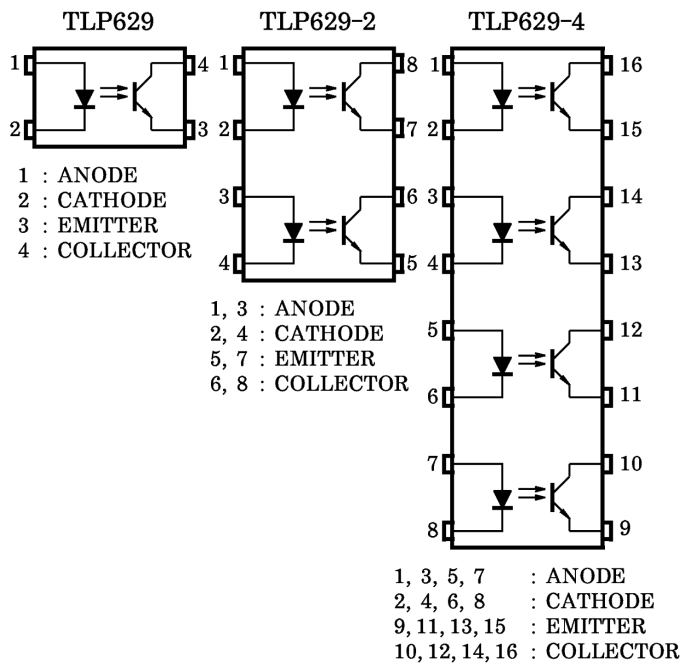 TLP629
1
4
2
3
1 : ANODE
2 : CATHODE
3 : EMITTER
4 : COLLECTOR
TLP629-2
1
8
2
7
3
6
4
5
1, 3 : ANODE
2, 4 : CATHODE
5, 7 : EMITTER
6, 8 : COLLECTOR
TLP629-4
1
16
2
15
3
14
4
13
5
12
6
11
7
10
8
9
1, 3, 5, 7 : ANODE
2, 4, 6, 8 : CATHODE
9, 11, 13, 15 : EMITTER
10, 12, 14, 16 : COLLECTOR